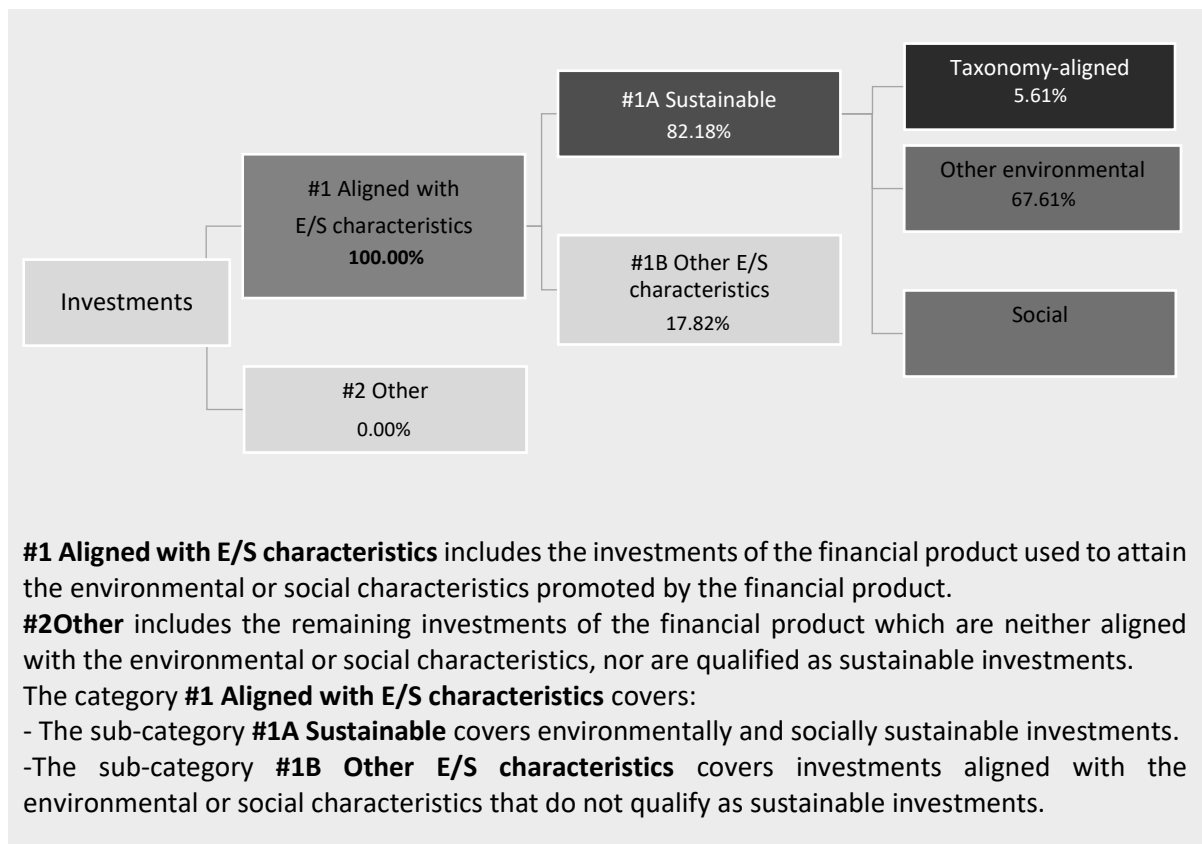 Investments
#1 Aligned with
E/S characteristics
100.00%
#2 Other
0.00%
#1A Sustainable
82.18%
#1B Other E/S
characteristics
17.82%
Taxonomy-aligned
5.61%
Other environmental
67.61%
Social
#1 Aligned with E/S characteristics includes the investments of the financial product used to attain
the environmental or social characteristics promoted by the financial product.
#2Other includes the remaining investments of the financial product which are neither aligned
with the environmental or social characteristics, nor are qualified as sustainable investments.
The category #1 Aligned with E/S characteristics covers:
- The sub-category #1A Sustainable covers environmentally and socially sustainable investments.
-The sub-category #1B Other E/S characteristics covers investments aligned with the
environmental or social characteristics that do not qualify as sustainable investments.